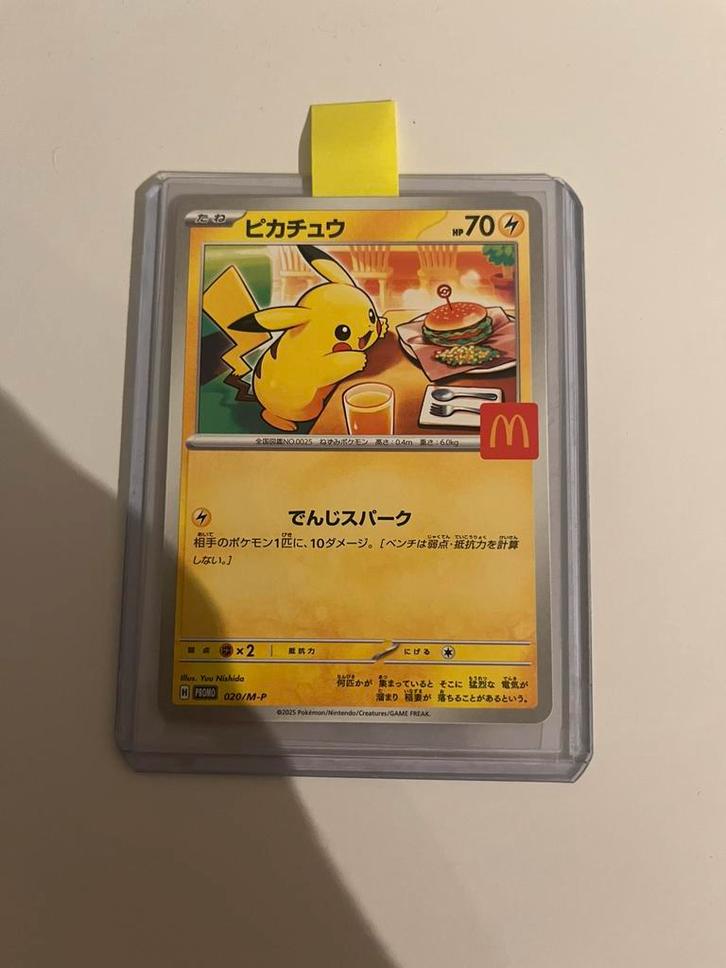 たね ピカチュウ HP70
全国図鑑NO.0025 ねずみポケモン 高さ:0.4m 重さ:6.0kg
でんじスパーク
相手のポケモン1匹に、10ダメージ。[ベンチは弱点・抵抗力を計算
しない。]
弱点 ×2 抵抗力 にげる
Illus. Yuu Nishida
何匹かが 集まっていると そこに 猛烈な 電気が
溜まり 稲妻が 落ちることがあるという。
H PROMO 020/M-P
©2025 Pokémon/Nintendo/Creatures/GAME FREAK.